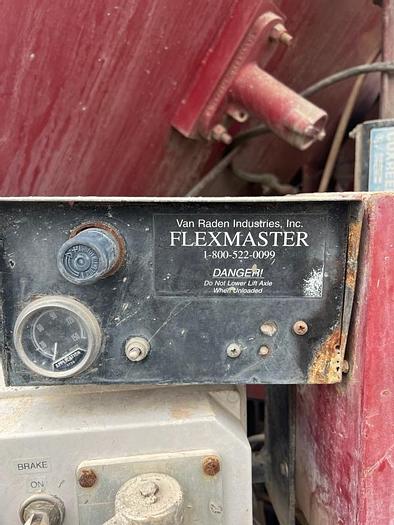 Van Raden Industries, Inc.
FLEXMASTER
1-800-522-0099
DANGER!
Do Not Lower Lift Axle
When Unloaded
BRAKE
ON